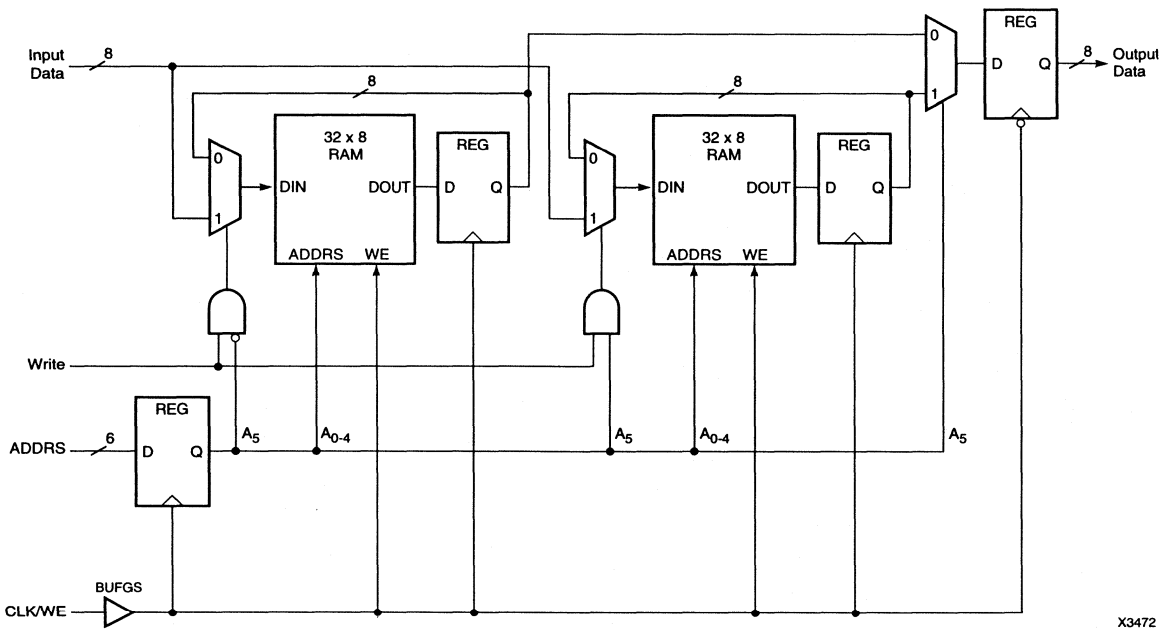 REG
0
8
8
Input
Data
D
Q
Output
Data
8
8
1
32 x 8
RAM
32 x 8
RAM
REG
REG
0
0
DIN
DOUT
D
Q
DIN
DOUT
D
Q
1
1
ADDRS
WE
ADDRS
WE
Write
REG
6
A5
A0-4
A5
A0-4
A5
ADDRS
D
Q
BUFGS
CLK/WE
X3472